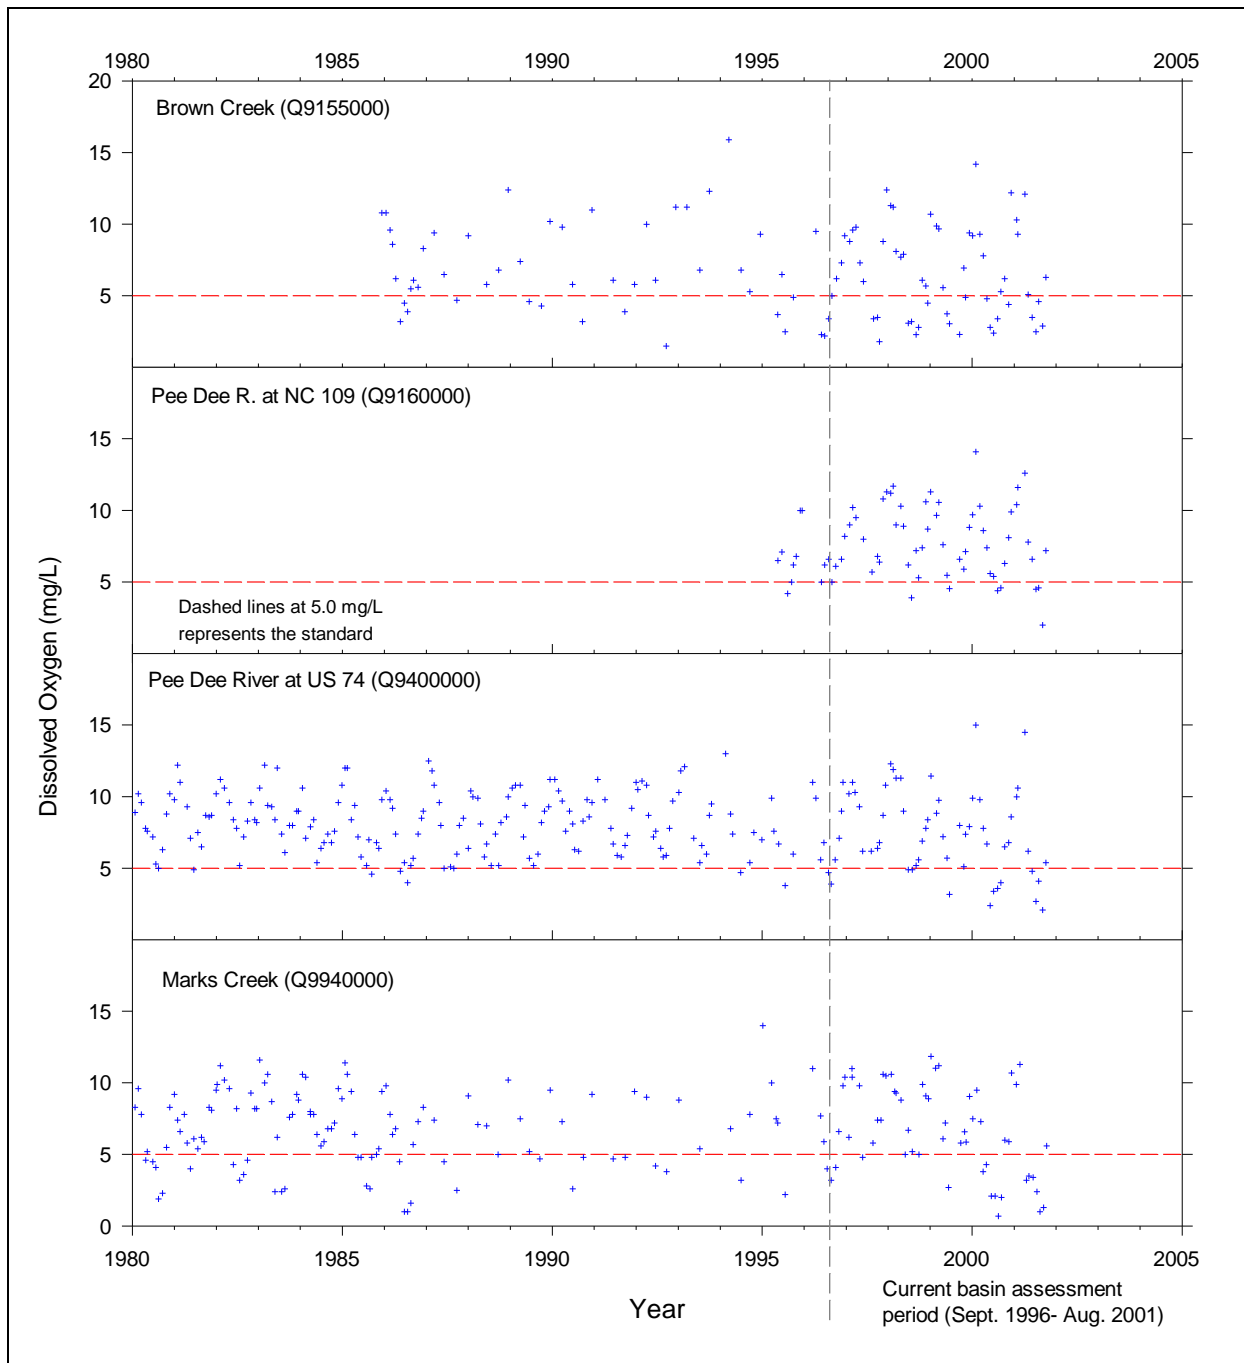 1980 1985 1990 1995 2000 2005
20
Brown Creek (Q9155000)
15
10
5
Pee Dee R. at NC 109 (Q9160000)
15
10
5
Dashed lines at 5.0 mg/L
represents the standard
Pee Dee River at US 74 (Q9400000)
15
10
5
Marks Creek (Q9940000)
15
10
5
0
Dissolved Oxygen (mg/L)
1980 1985 1990 1995 2000 2005
Year
Current basin assessment
period (Sept. 1996- Aug. 2001)